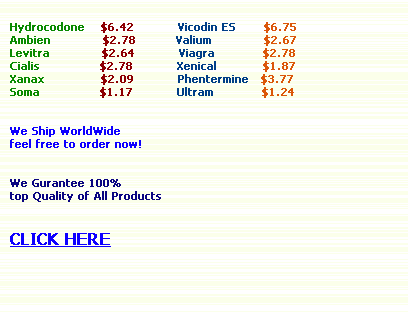 Hydrocodone $6.42 Vicodin ES $6.75
Ambien $2.78 Valium $2.67
Levitra $2.64 Viagra $2.78
Cialis $2.78 Xenical $1.87
Xanax $2.09 Phentermine $3.77
Soma $1.17 Ultram $1.24
We Ship WorldWide
feel free to order now!
We Gurantee 100%
top Quality of All Products
CLICK HERE